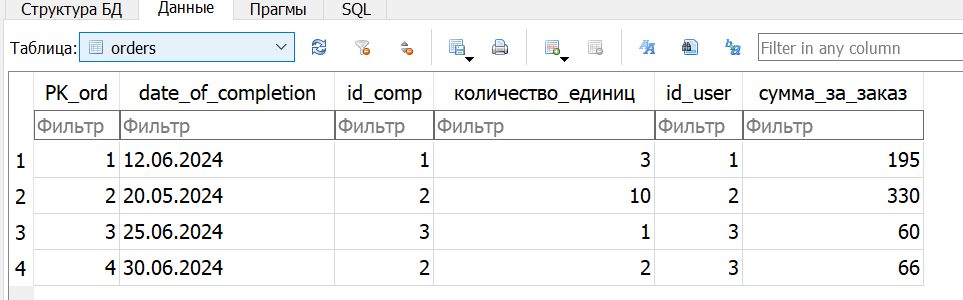 Структура БД Данные Прагмы SQL
Таблица: orders Filter in any column
PK_ord date_of_completion id_comp количество_единиц id_user сумма_за_заказ
Фильтр Фильтр Фильтр Фильтр Фильтр Фильтр
1 1 12.06.2024 1 3 1 195
2 2 20.05.2024 2 10 2 330
3 3 25.06.2024 3 1 3 60
4 4 30.06.2024 2 2 3 66